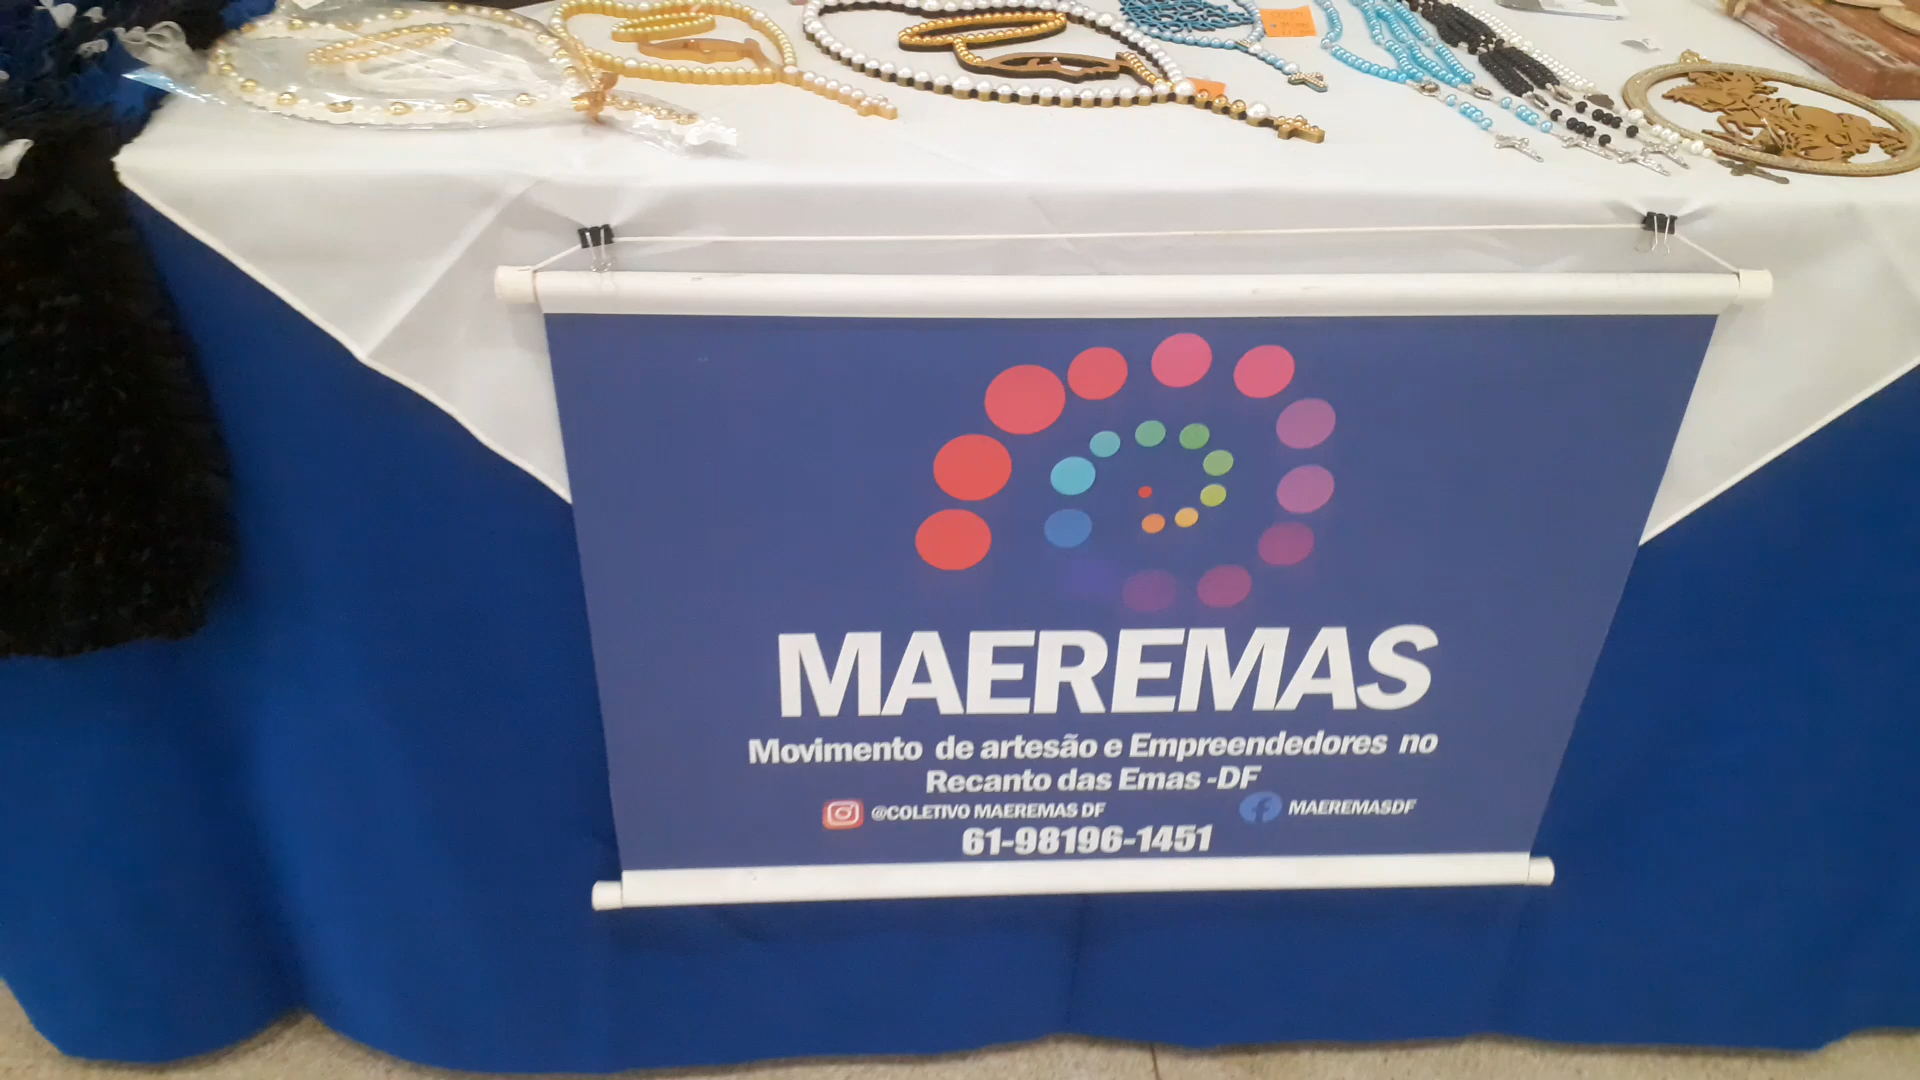 MAEREMAS
Movimento de artesão e Empreendedores no
Recanto das Emas -DF
@COLETIVO MAEREMAS DF MAEREMASDF
61-98196-1451